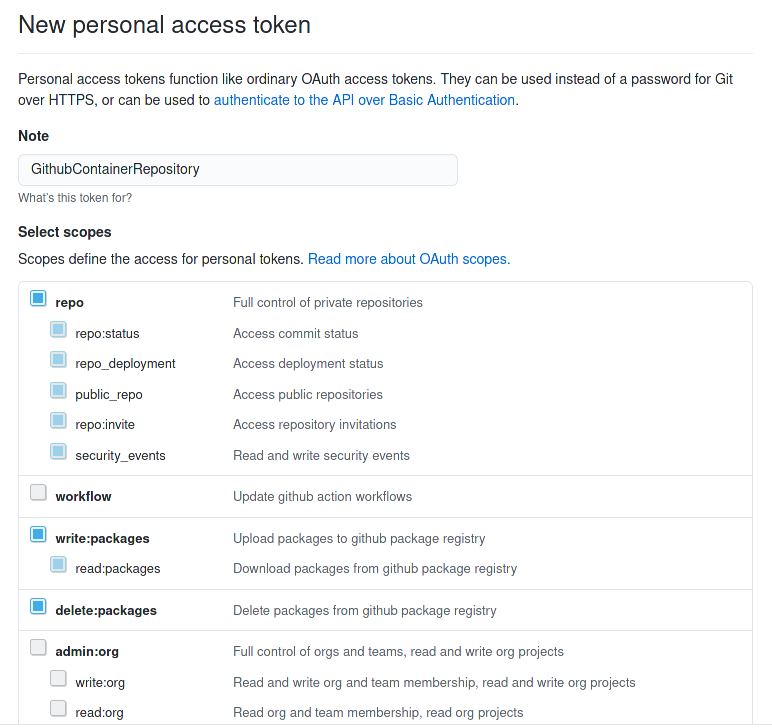 New personal access token
Personal access tokens function like ordinary OAuth access tokens. They can be used instead of a password for Git
over HTTPS, or can be used to authenticate to the API over Basic Authentication.
Note
GithubContainerRepository
What's this token for?
Select scopes
Scopes define the access for personal tokens. Read more about OAuth scopes.
repo Full control of private repositories
repo:status Access commit status
repo_deployment Access deployment status
public_repo Access public repositories
repo:invite Access repository invitations
security_events Read and write security events
workflow Update github action workflows
write:packages Upload packages to github package registry
read:packages Download packages from github package registry
delete:packages Delete packages from github package registry
admin:org Full control of orgs and teams, read and write org projects
write:org Read and write org and team membership, read and write org projects
read:org Read org and team membership, read org projects